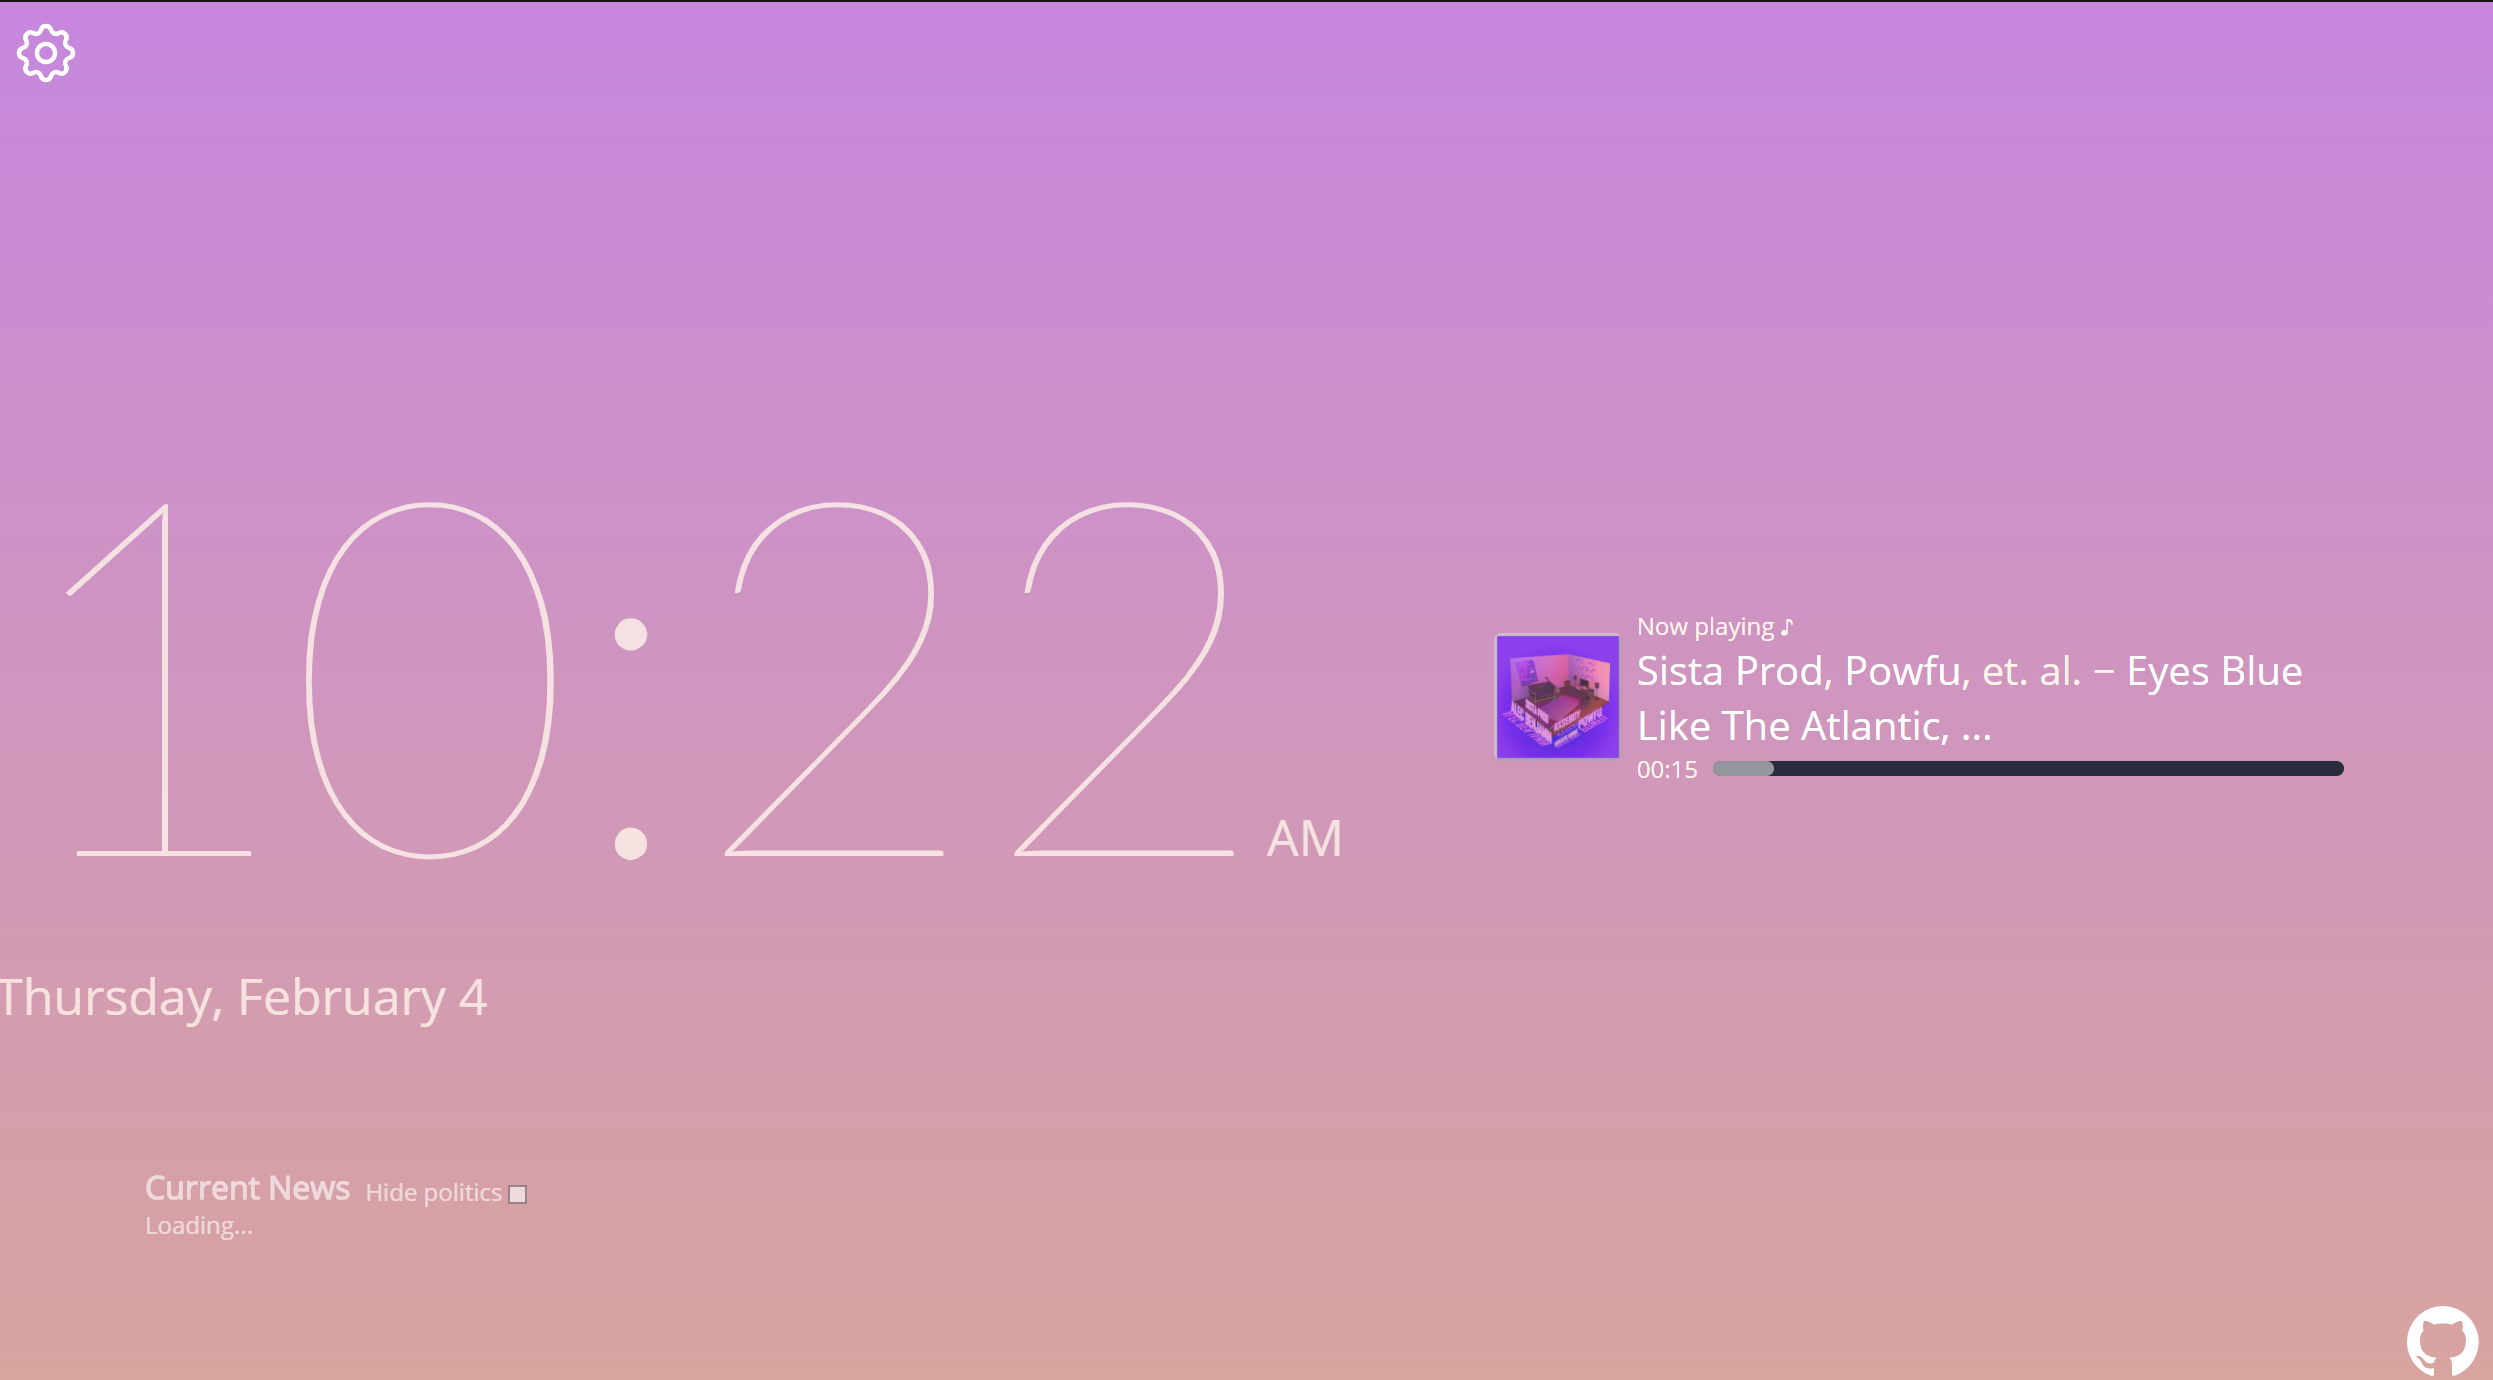 10:22 AM
Thursday, February 4
Now playing ♪
Sista Prod, Powfu, et. al. – Eyes Blue
Like The Atlantic, ...
00:15
Current News Hide politics
Loading...